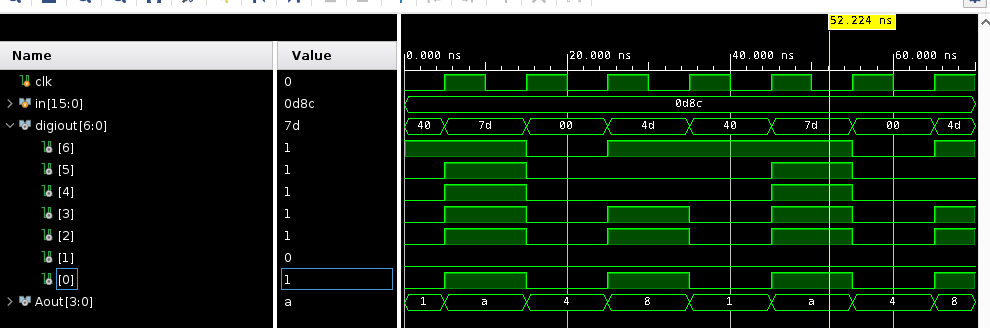 52.224 ns
Name Value 0.000 ns 20.000 ns 40.000 ns 60.000 ns
clk 0
in[15:0] 0d8c 0d8c
digiout[6:0] 7d 40 7d 00 4d 40 7d 00 4d
[6] 1
[5] 1
[4] 1
[3] 1
[2] 1
[1] 0
[0] 1
Aout[3:0] a 1 a 4 8 1 a 4 8